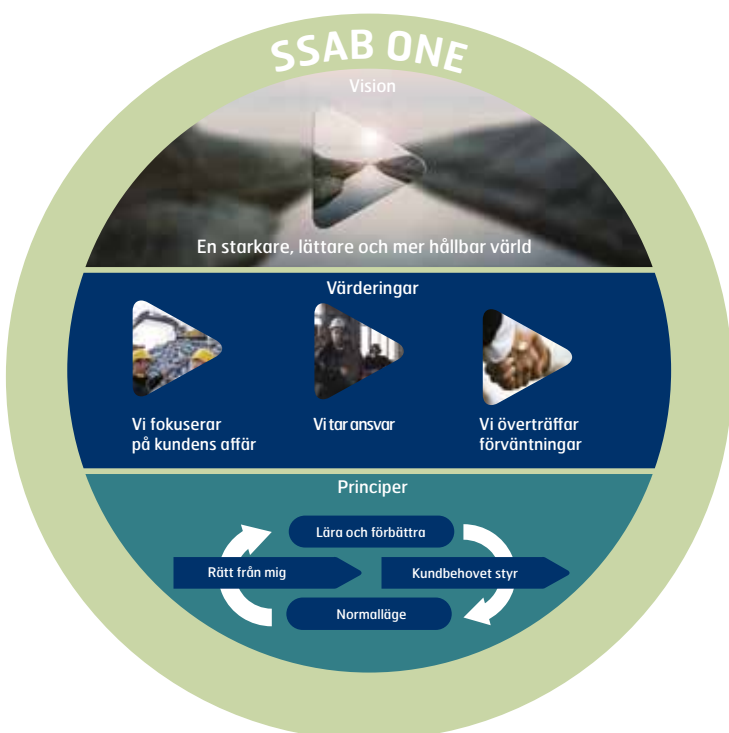 SSAB ONE
Vision
En starkare, lättare och mer hållbar värld
Värderingar
Vi fokuserar
på kundens affär
Vi tar ansvar
Vi överträffar
förväntningar
Principer
Lära och förbättra
Rätt från mig
Kundbehovet styr
Normalläge